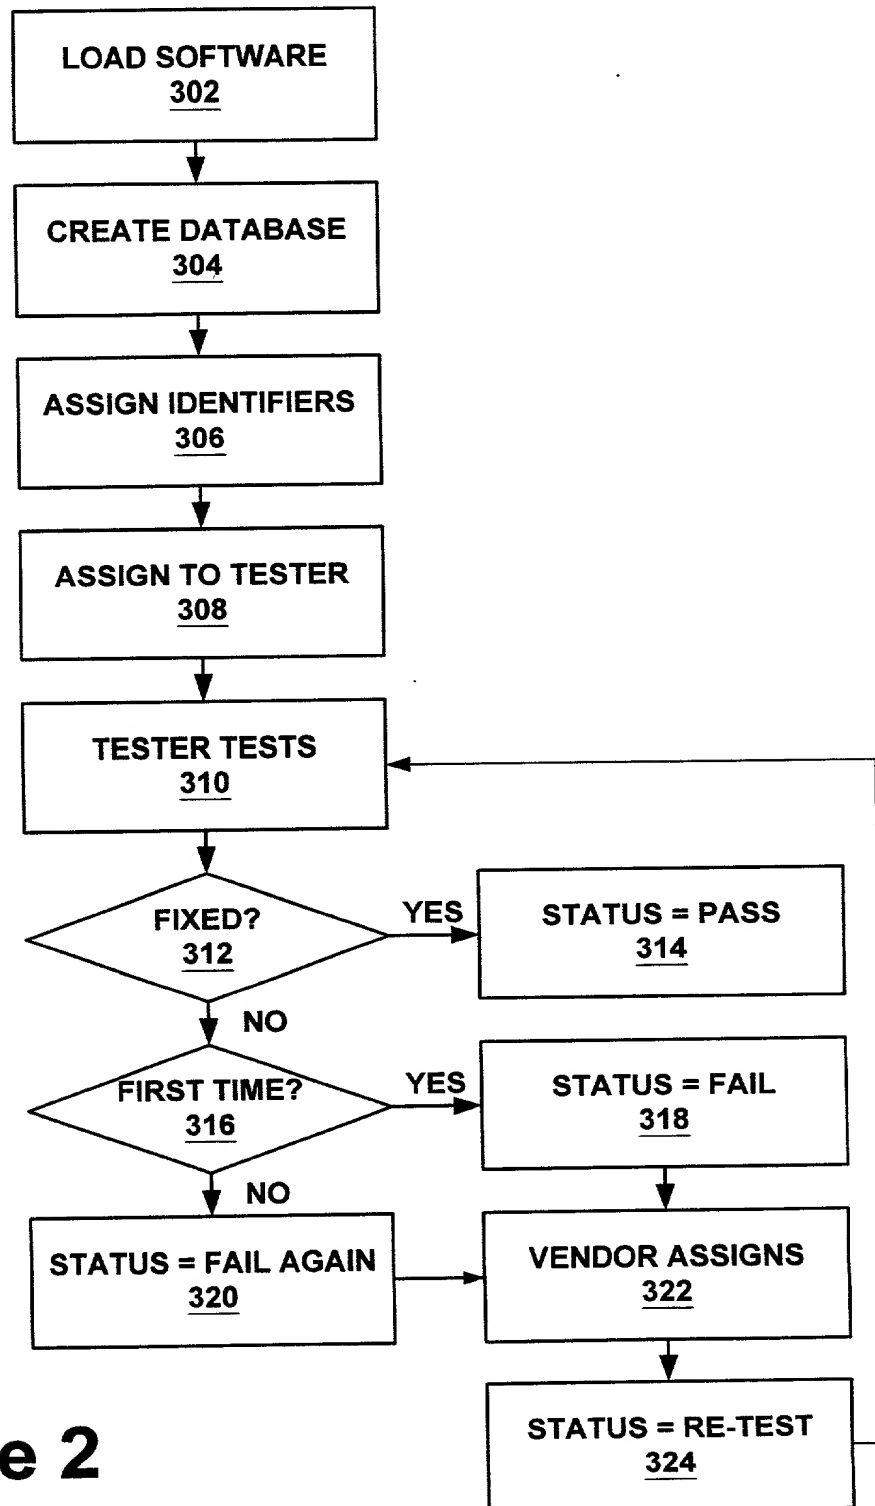 LOAD SOFTWARE
302
CREATE DATABASE
304
ASSIGN IDENTIFIERS
306
ASSIGN TO TESTER
308
TESTER TESTS
310
FIXED?
312
YES
STATUS = PASS
314
NO
FIRST TIME?
316
YES
STATUS = FAIL
318
NO
STATUS = FAIL AGAIN
320
VENDOR ASSIGNS
322
STATUS = RE-TEST
324
e 2